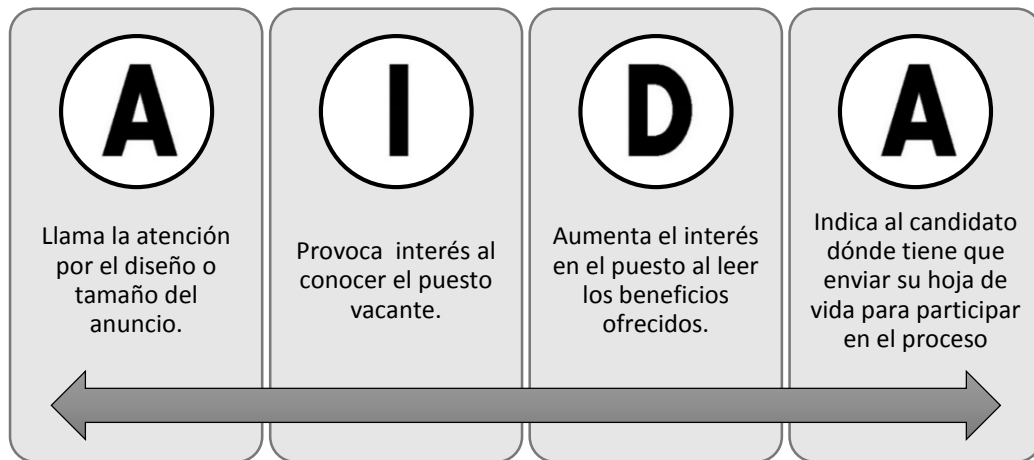 A
Llama la atención
por el diseño o
tamaño del
anuncio.
I
Provoca interés al
conocer el puesto
vacante.
D
Aumenta el interés
en el puesto al leer
los beneficios
ofrecidos.
A
Indica al candidato
dónde tiene que
enviar su hoja de
vida para participar
en el proceso